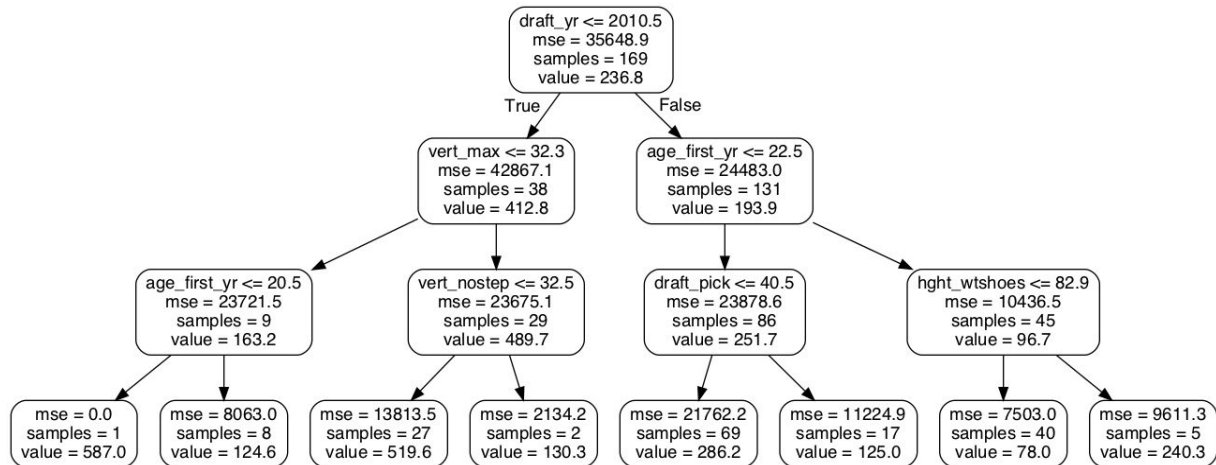 draft_yr <= 2010.5
mse = 35648.9
samples = 169
value = 236.8
True
False
vert_max <= 32.3
mse = 42867.1
samples = 38
value = 412.8
age_first_yr <= 22.5
mse = 24483.0
samples = 131
value = 193.9
age_first_yr <= 20.5
mse = 23721.5
samples = 9
value = 163.2
vert_nostep <= 32.5
mse = 23675.1
samples = 29
value = 489.7
draft_pick <= 40.5
mse = 23878.6
samples = 86
value = 251.7
hght_wtshoes <= 82.9
mse = 10436.5
samples = 45
value = 96.7
mse = 0.0
samples = 1
value = 587.0
mse = 8063.0
samples = 8
value = 124.6
mse = 13813.5
samples = 27
value = 519.6
mse = 2134.2
samples = 2
value = 130.3
mse = 21762.2
samples = 69
value = 286.2
mse = 11224.9
samples = 17
value = 125.0
mse = 7503.0
samples = 40
value = 78.0
mse = 9611.3
samples = 5
value = 240.3